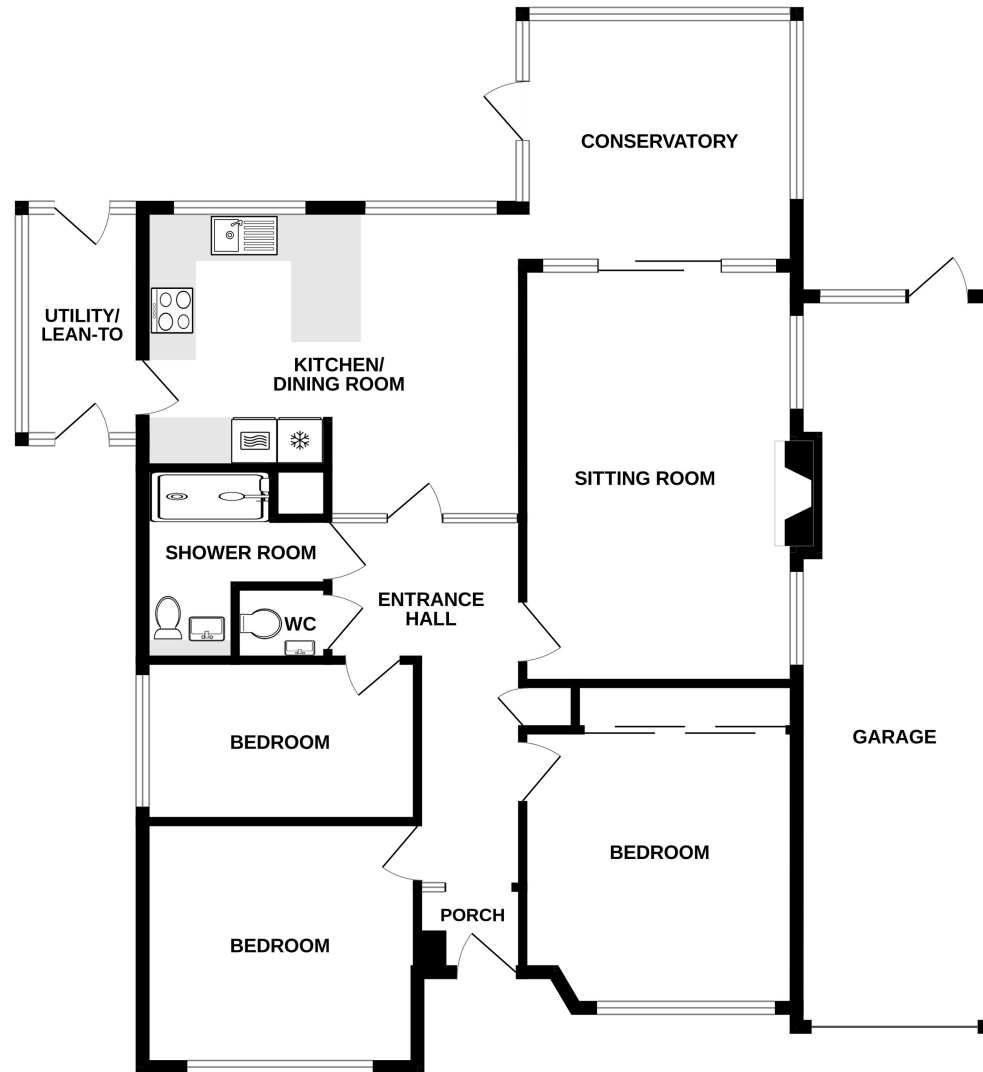 CONSERVATORY
UTILITY/
LEAN-TO
KITCHEN/
DINING ROOM
SITTING ROOM
SHOWER ROOM
ENTRANCE
HALL
WC
BEDROOM
GARAGE
BEDROOM
PORCH
BEDROOM